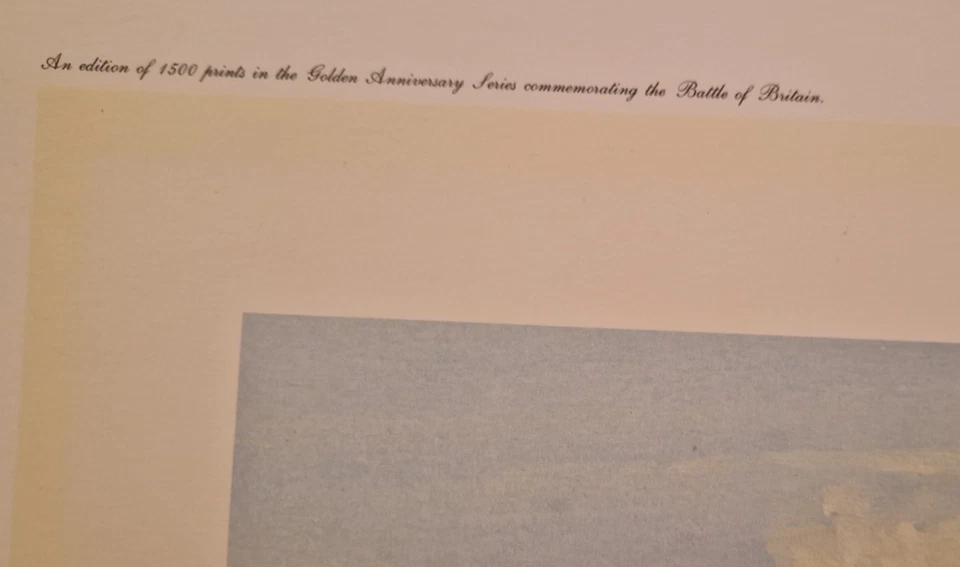 An edition of 1500 prints in the Golden Anniversary Series commemorating the Battle of Britain.